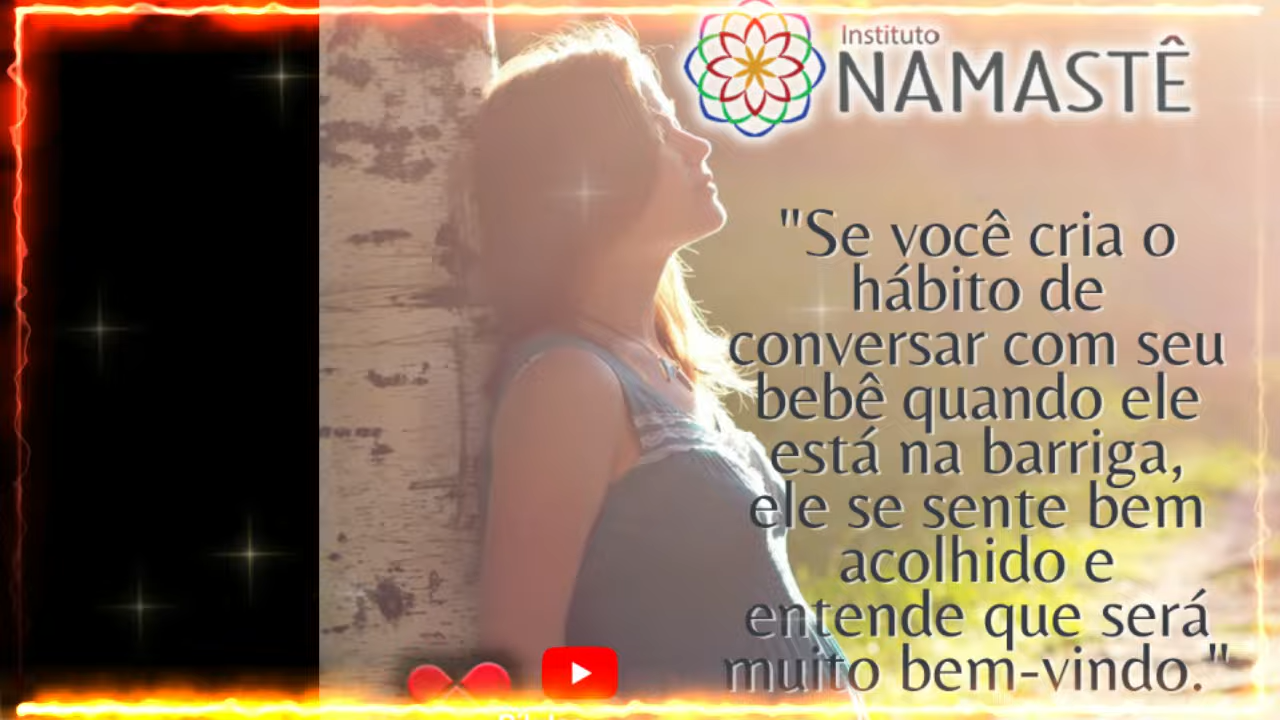 Instituto
NAMASTÊ
"Se você cria o
hábito de
conversar com seu
bebê quando ele
está na barriga,
ele se sente bem
acolhido e
entende que será
muito bem-vindo."